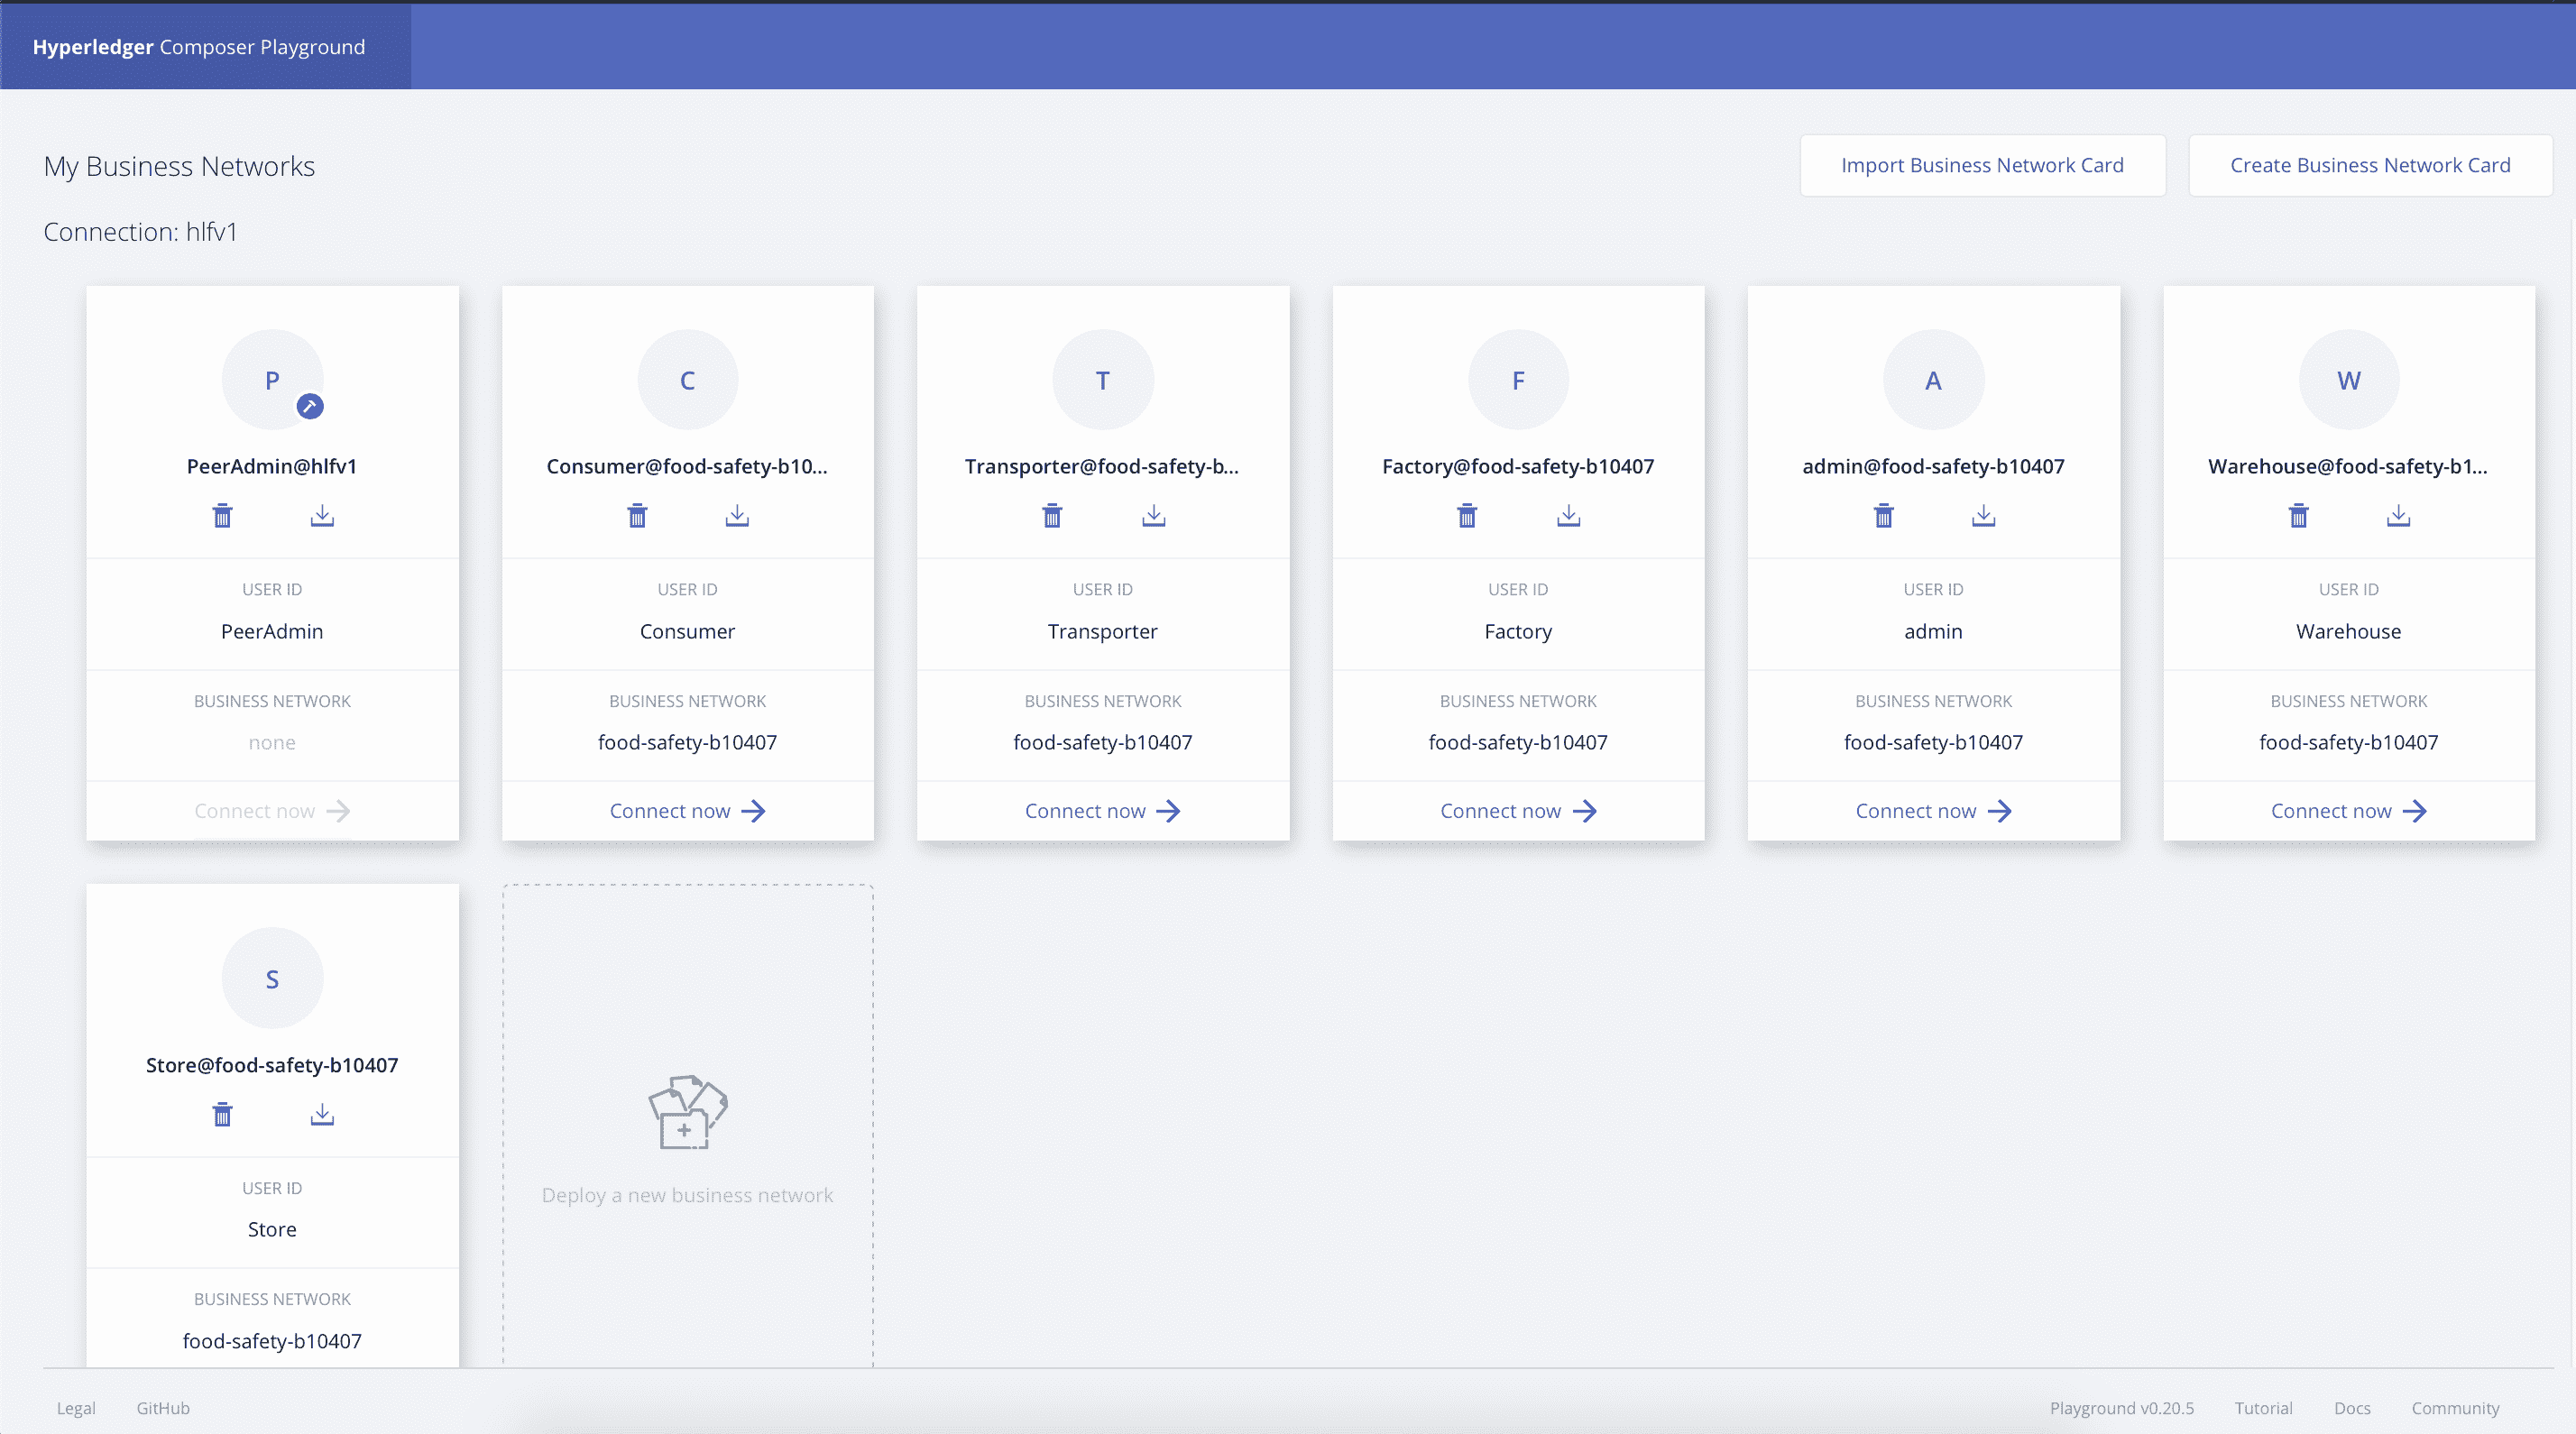 Hyperledger Composer Playground
My Business Networks
Import Business Network Card
Create Business Network Card
Connection: hlfv1
P
PeerAdmin@hlfv1
USER ID
PeerAdmin
BUSINESS NETWORK
none
Connect now
C
Consumer@food-safety-b10...
USER ID
Consumer
BUSINESS NETWORK
food-safety-b10407
Connect now
T
Transporter@food-safety-b...
USER ID
Transporter
BUSINESS NETWORK
food-safety-b10407
Connect now
F
Factory@food-safety-b10407
USER ID
Factory
BUSINESS NETWORK
food-safety-b10407
Connect now
A
admin@food-safety-b10407
USER ID
admin
BUSINESS NETWORK
food-safety-b10407
Connect now
W
Warehouse@food-safety-b1...
USER ID
Warehouse
BUSINESS NETWORK
food-safety-b10407
Connect now
S
Store@food-safety-b10407
USER ID
Store
BUSINESS NETWORK
food-safety-b10407
Deploy a new business network
Legal
GitHub
Playground v0.20.5
Tutorial
Docs
Community